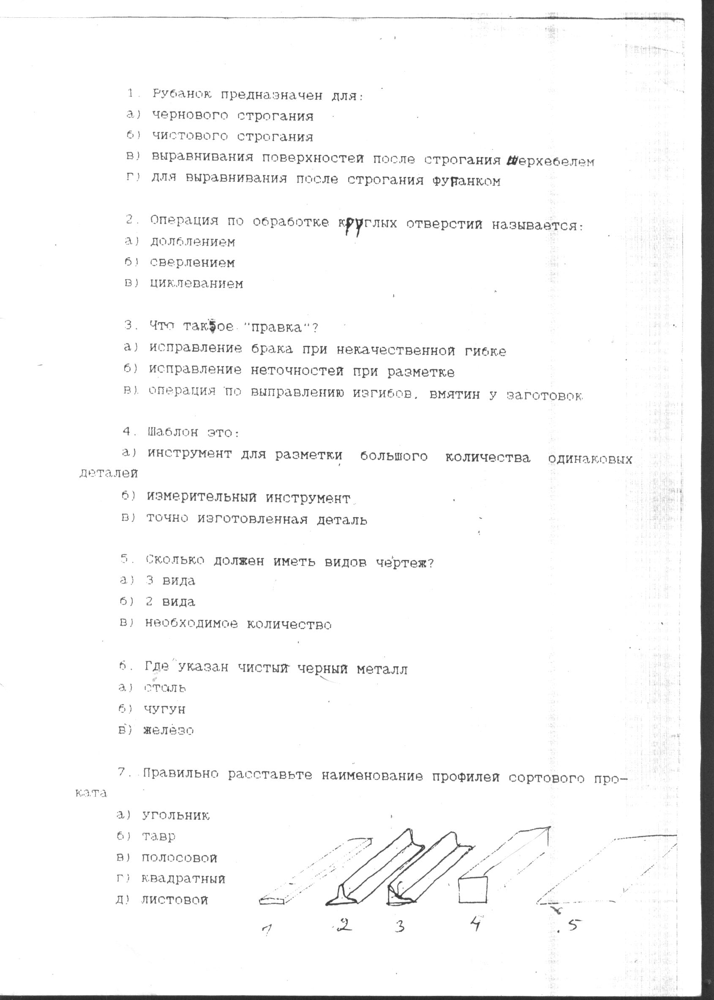 1. Рубанок предназначен для:
а) чернового строгания
б) чистового строгания
в) выравнивания поверхностей после строгания шерхебелем
г) для выравнивания после строгания фуганком
2. Операция по обработке круглых отверстий называется:
а) долблением
б) сверлением
в) циклеванием
3. Что такое "правка"?
а) исправление брака при некачественной гибке
б) исправление неточностей при разметке
в) операция по выправлению изгибов, вмятин у заготовок
4. Шаблон это:
а) инструмент для разметки большого количества одинаковых
деталей
б) измерительный инструмент
в) точно изготовленная деталь
5. Сколько должен иметь видов чертеж?
а) 3 вида
б) 2 вида
в) необходимое количество
6. Где указан чистый черный металл
а) сталь
б) чугун
в) железо
7. Правильно расставьте наименование профилей сортового про-
ката
а) угольник
б) тавр
в) полосовой
г) квадратный
д) листовой
1 2 3 4 5